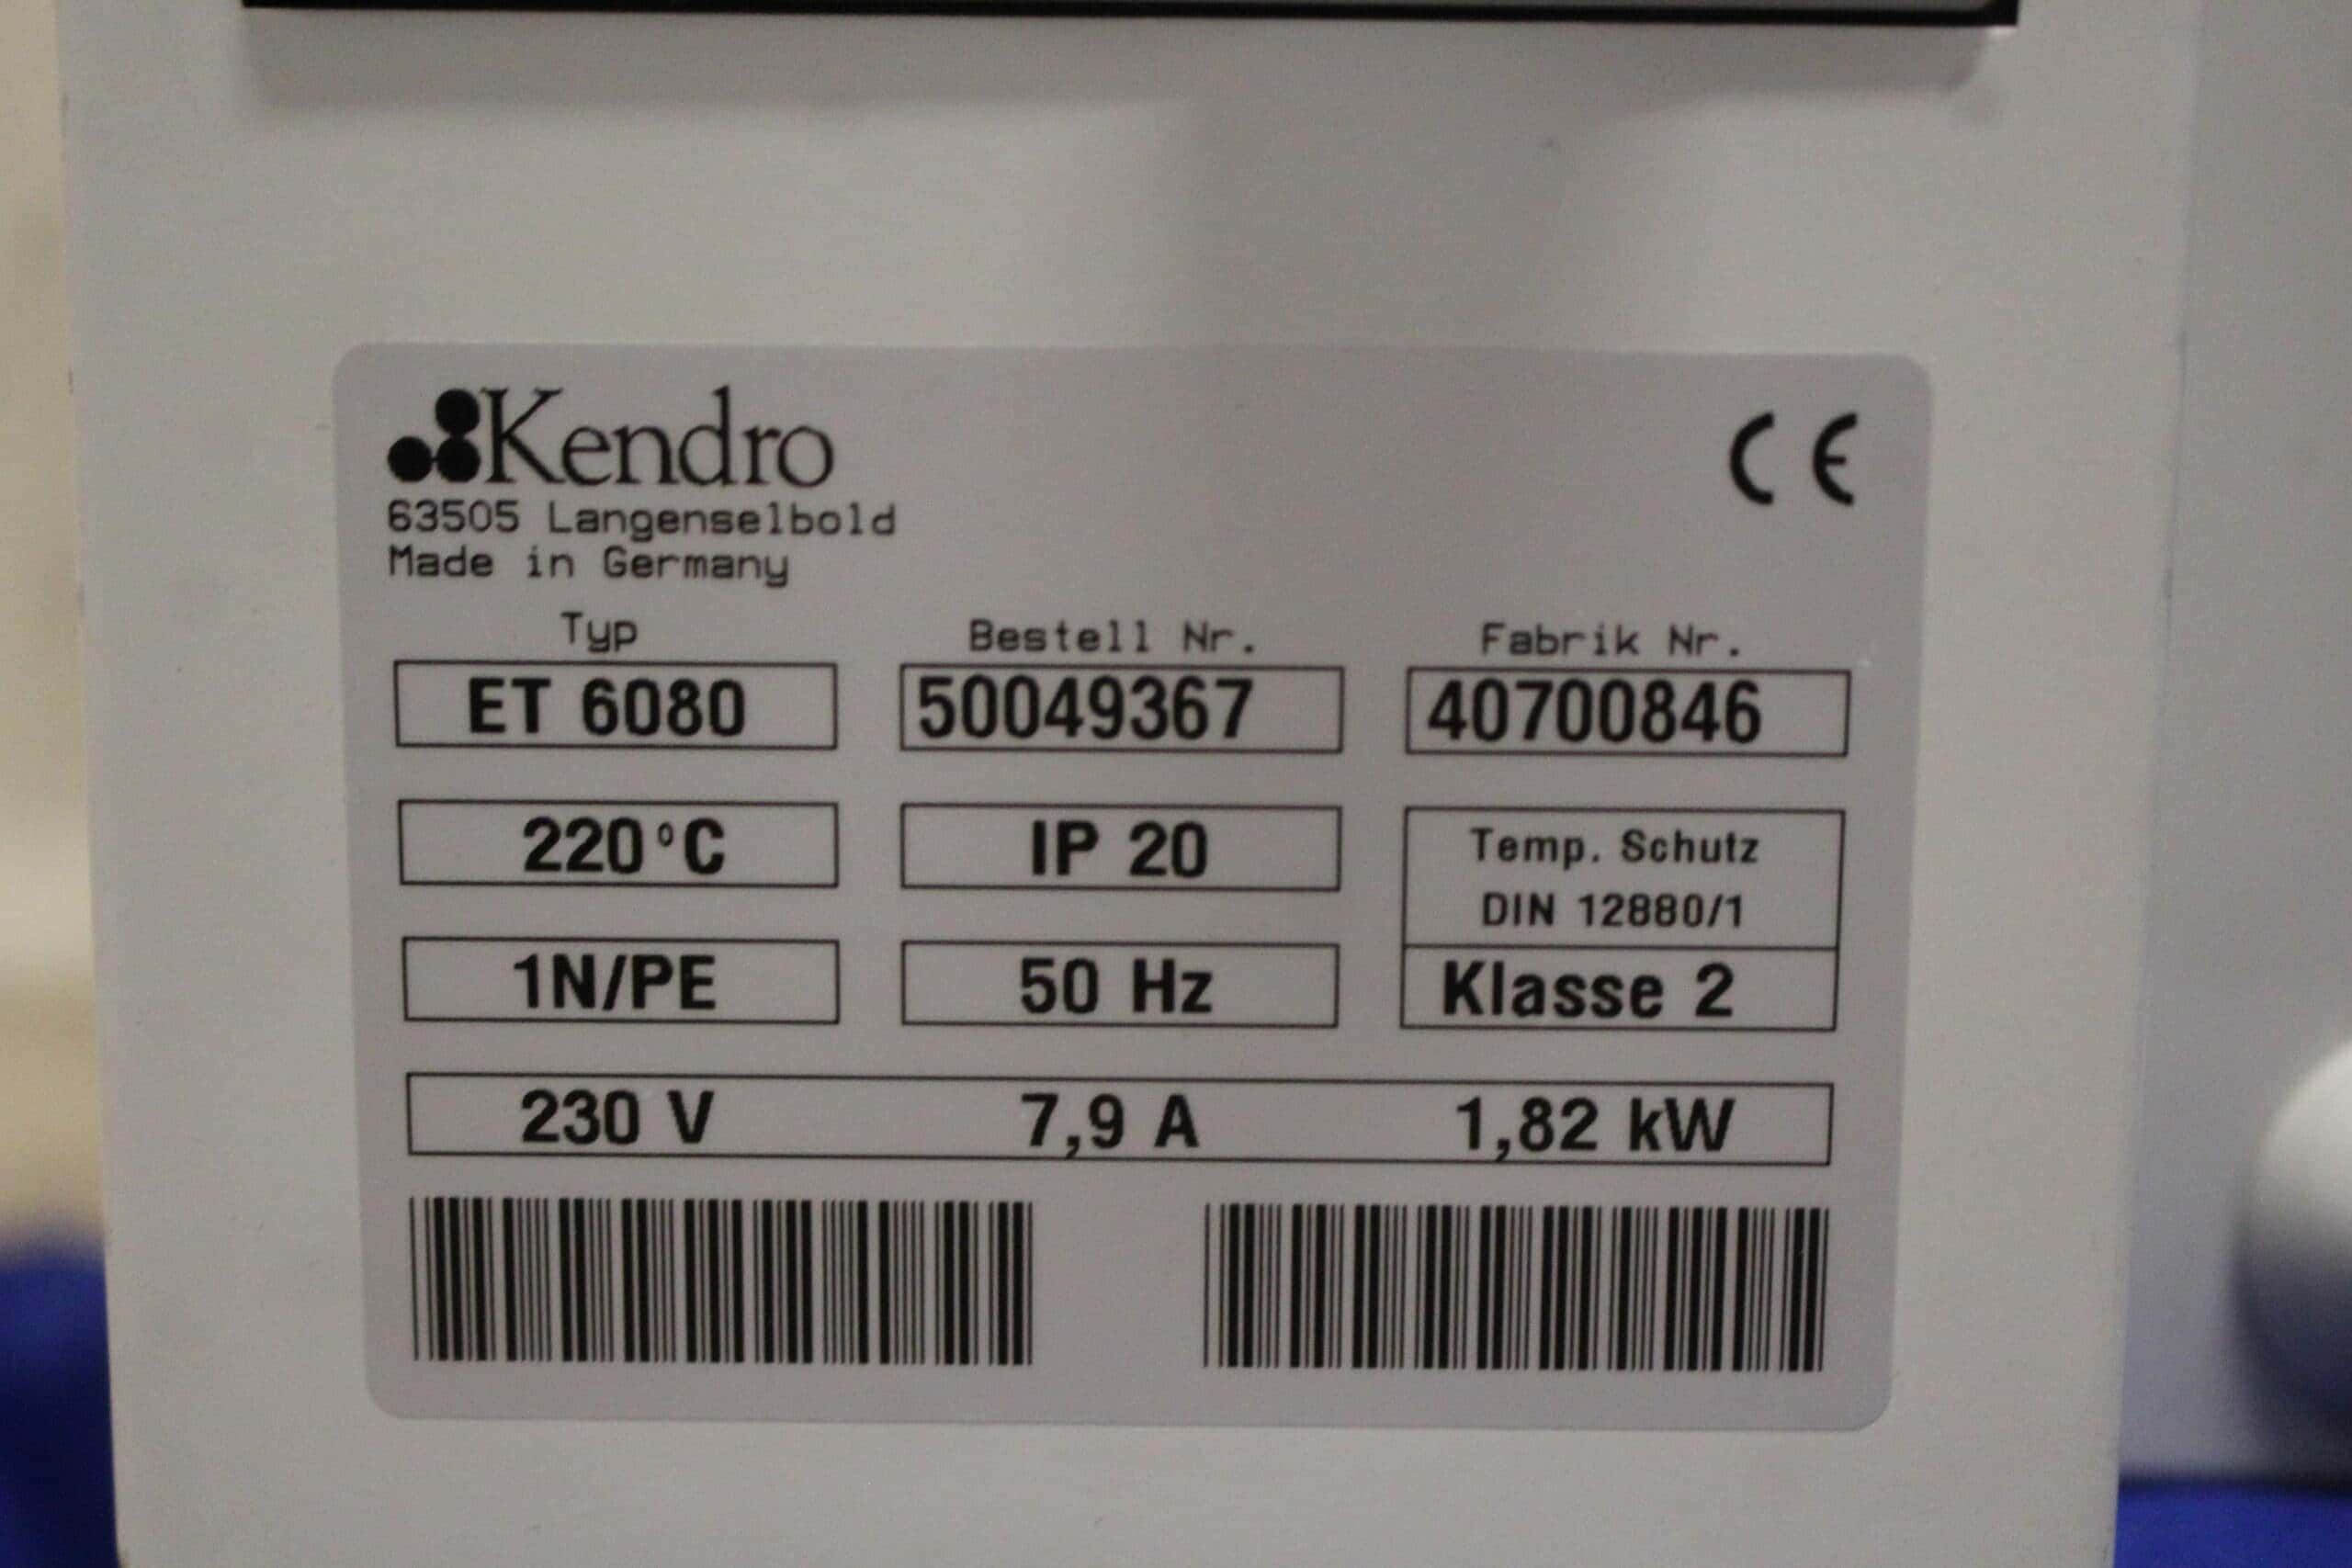 Kendro
CE
63505 Langenselbold
Made in Germany
Typ Bestell Nr. Fabrik Nr.
ET 6080 50049367 40700846
220°C IP 20 Temp. Schutz
DIN 12880/1
1N/PE 50 Hz Klasse 2
230 V 7,9 A 1,82 kW